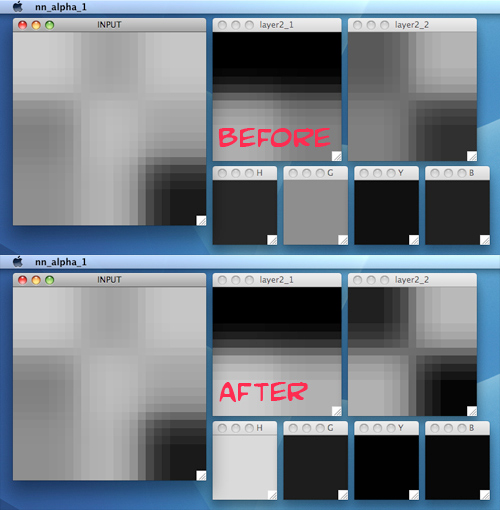 nn_alpha_1
INPUT
layer2_1
layer2_2
BEFORE
H
G
Y
B
nn_alpha_1
INPUT
layer2_1
layer2_2
AFTER
H
G
Y
B